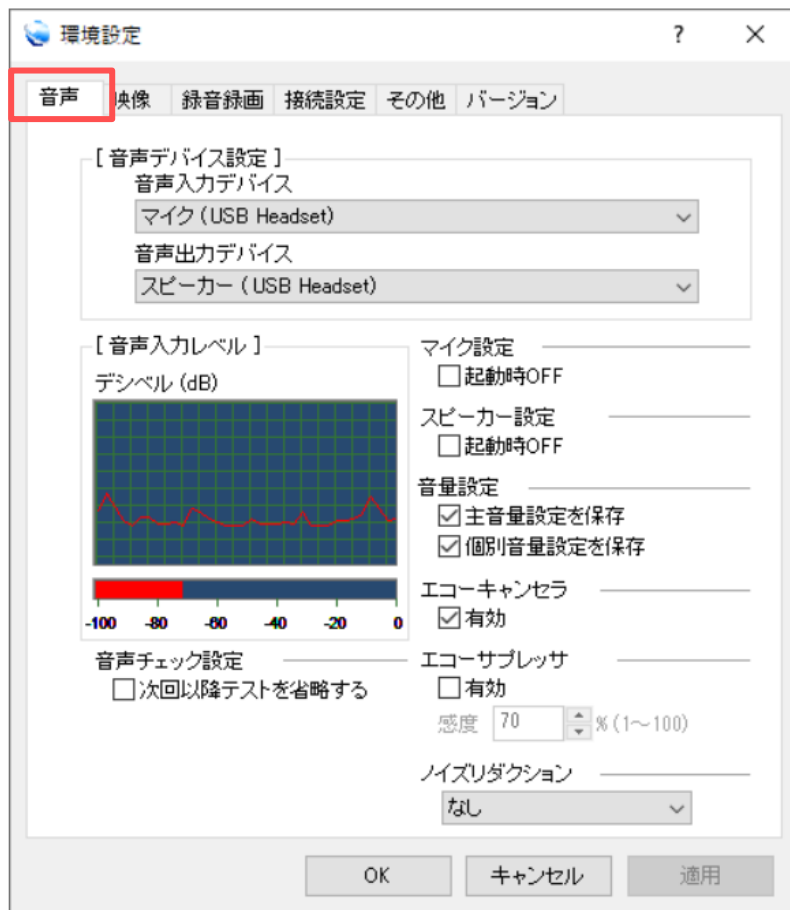 環境設定
?
音声 映像 録音録画 接続設定 その他 バージョン
[ 音声デバイス設定 ]
音声入力デバイス
マイク (USB Headset)
音声出力デバイス
スピーカー (USB Headset)
[ 音声入力レベル ]
デシベル (dB)
-100 -80 -60 -40 -20 0
音声チェック設定
次回以降テストを省略する
マイク設定
起動時OFF
スピーカー設定
起動時OFF
音量設定
主音量設定を保存
個別音量設定を保存
エコーキャンセラ
有効
エコーサプレッサ
有効
感度 70 % (1～100)
ノイズリダクション
なし
OK キャンセル 適用